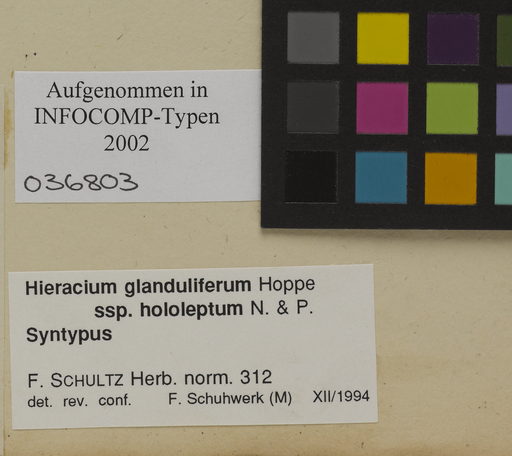 Aufgenommen in
INFOCOMP-Typen
2002
036803
Hieracium glanduliferum Hoppe
ssp. hololeptum N. & P.
Syntypus
F. SCHULTZ Herb. norm. 312
det. rev. conf. F. Schuhwerk (M) XII/1994